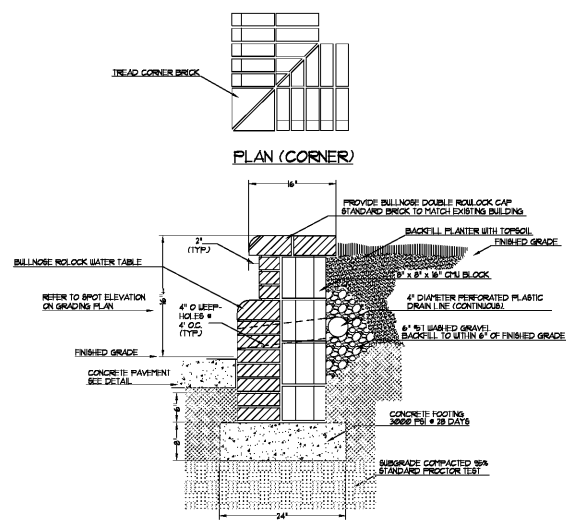 TREAD CORNER BRICK
PLAN (CORNER)
16"
PROVIDE BULLNOSE DOUBLE ROWLOCK CAP
STANDARD BRICK TO MATCH EXISTING BUILDING
2"
(TYP.)
BACKFILL PLANTER WITH TOPSOIL
FINISHED GRADE
BULLNOSE ROLOCK WATER TABLE
8" x 8" x 16" CMU BLOCK
REFER TO SPOT ELEVATION
ON GRADING PLAN
16"
4" O WEEP-
HOLES @
4' O.C.
(TYP.)
4" DIAMETER PERFORATED PLASTIC
DRAIN LINE (CONTINUOUS).
6" #57 WASHED GRAVEL
BACKFILL TO WITHIN 6" OF FINISHED GRADE
FINISHED GRADE
CONCRETE PAVEMENT
SEE DETAIL
6"
CONCRETE FOOTING
3000 PSI @ 28 DAYS
8"
SUBGRADE COMPACTED 95%
STANDARD PROCTOR TEST
24"